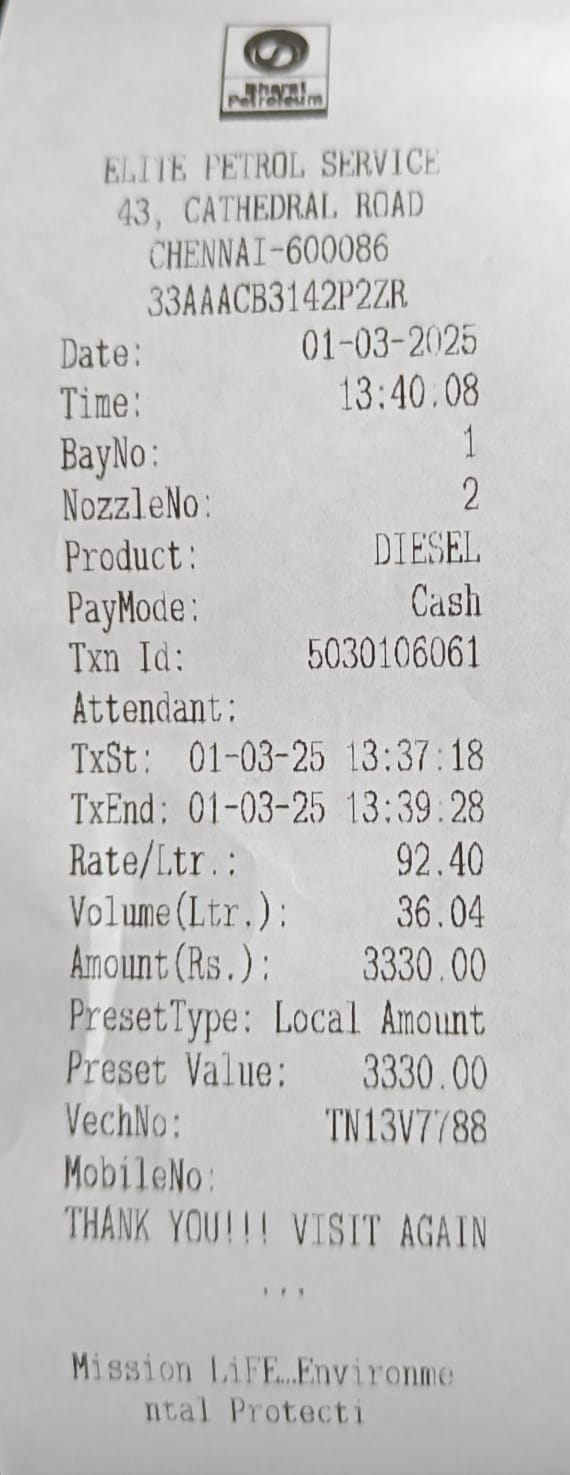 Bharat
Petroleum
ELITE PETROL SERVICE
43, CATHEDRAL ROAD
CHENNAI-600086
33AAACB3142P2ZR
Date: 01-03-2025
Time: 13:40:08
BayNo: 1
NozzleNo: 2
Product: DIESEL
PayMode: Cash
Txn Id: 5030106061
Attendant:
TxSt: 01-03-25 13:37:18
TxEnd: 01-03-25 13:39:28
Rate/Ltr.: 92.40
Volume(Ltr.): 36.04
Amount(Rs.): 3330.00
PresetType: Local Amount
Preset Value: 3330.00
VechNo: TN13V7788
MobileNo:
THANK YOU!!! VISIT AGAIN
...
Mission LiFE...Environme
ntal Protecti